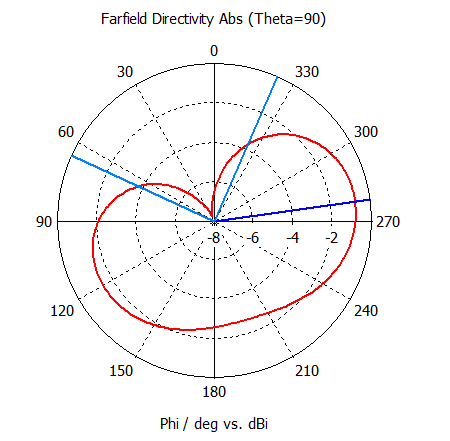 Farfield Directivity Abs (Theta=90)
0
30 330
60 300
90 -8 -6 -4 -2 270
120 240
150 210
180
Phi / deg vs. dBi